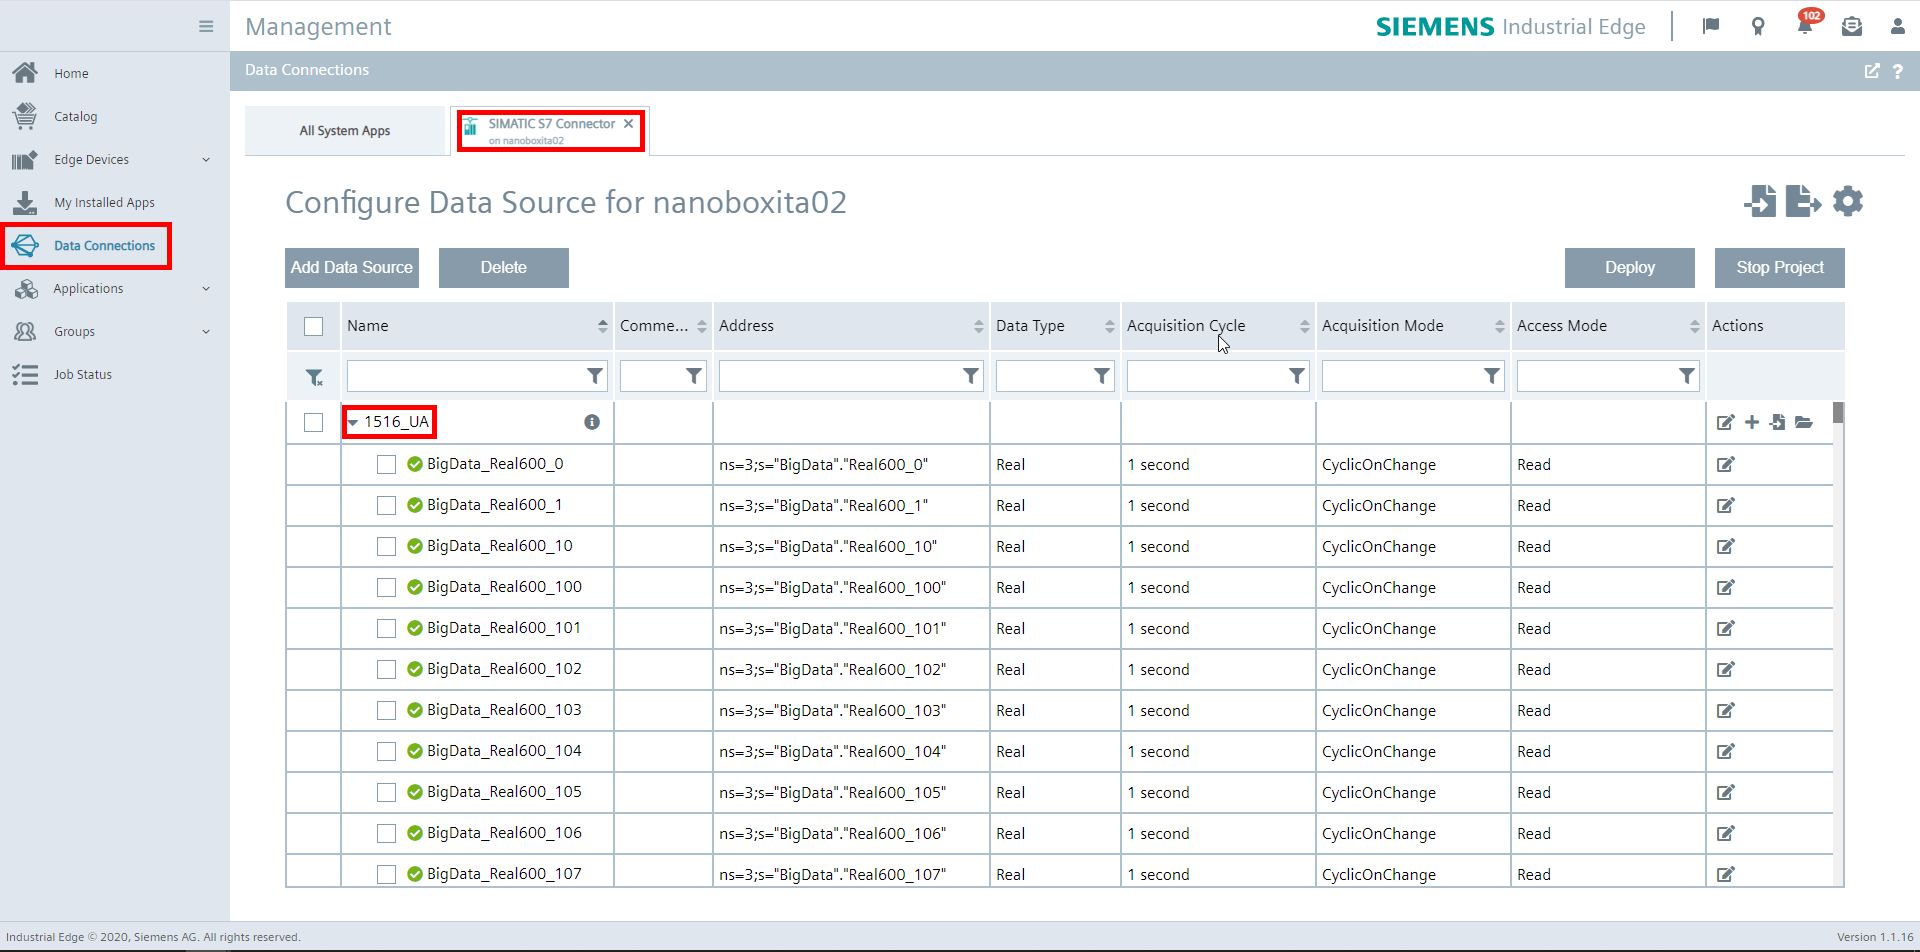 Management
SIEMENS Industrial Edge
102
Home
Catalog
Edge Devices
My Installed Apps
Data Connections
Applications
Groups
Job Status
Data Connections
?
All System Apps
SIMATIC S7 Connector
on nanoboxita02
Configure Data Source for nanoboxita02
Add Data Source Delete Deploy Stop Project
Name Comme... Address Data Type Acquisition Cycle Acquisition Mode Access Mode Actions
1516_UA
BigData_Real600_0 ns=3;s="BigData"."Real600_0" Real 1 second CyclicOnChange Read
BigData_Real600_1 ns=3;s="BigData"."Real600_1" Real 1 second CyclicOnChange Read
BigData_Real600_10 ns=3;s="BigData"."Real600_10" Real 1 second CyclicOnChange Read
BigData_Real600_100 ns=3;s="BigData"."Real600_100" Real 1 second CyclicOnChange Read
BigData_Real600_101 ns=3;s="BigData"."Real600_101" Real 1 second CyclicOnChange Read
BigData_Real600_102 ns=3;s="BigData"."Real600_102" Real 1 second CyclicOnChange Read
BigData_Real600_103 ns=3;s="BigData"."Real600_103" Real 1 second CyclicOnChange Read
BigData_Real600_104 ns=3;s="BigData"."Real600_104" Real 1 second CyclicOnChange Read
BigData_Real600_105 ns=3;s="BigData"."Real600_105" Real 1 second CyclicOnChange Read
BigData_Real600_106 ns=3;s="BigData"."Real600_106" Real 1 second CyclicOnChange Read
BigData_Real600_107 ns=3;s="BigData"."Real600_107" Real 1 second CyclicOnChange Read
Industrial Edge © 2020, Siemens AG. All rights reserved.
Version 1.1.16